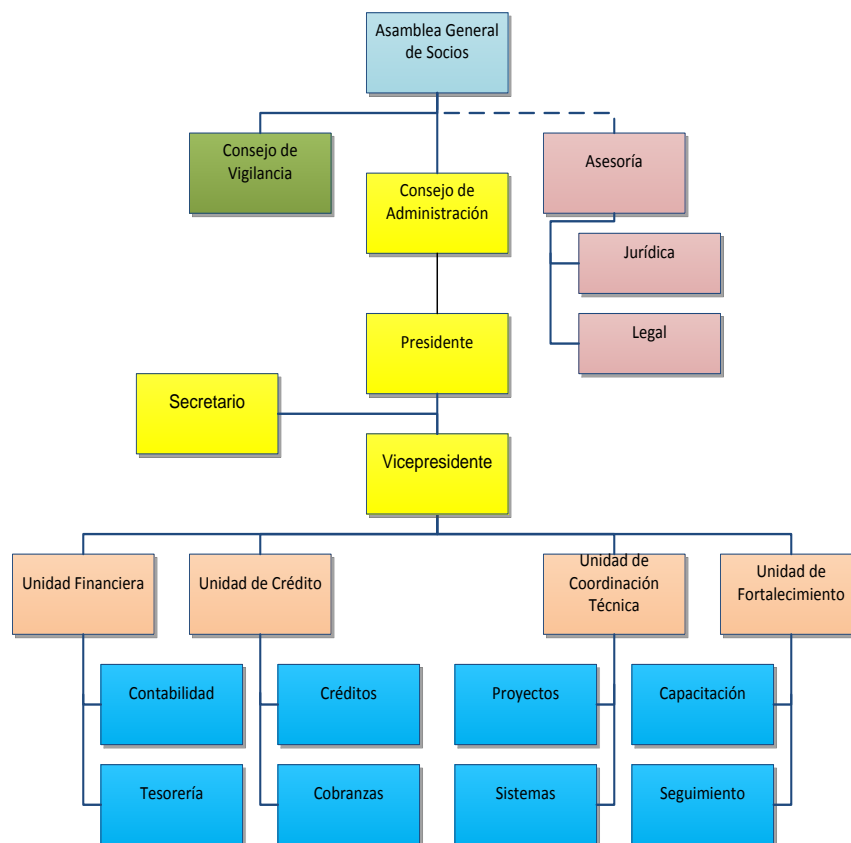 Asamblea General
de Socios
Consejo de
Vigilancia
Consejo de
Administración
Asesoría
Jurídica
Legal
Presidente
Secretario
Vicepresidente
Unidad Financiera
Unidad de Crédito
Unidad de
Coordinación
Técnica
Unidad de
Fortalecimiento
Contabilidad
Créditos
Proyectos
Capacitación
Tesorería
Cobranzas
Sistemas
Seguimiento